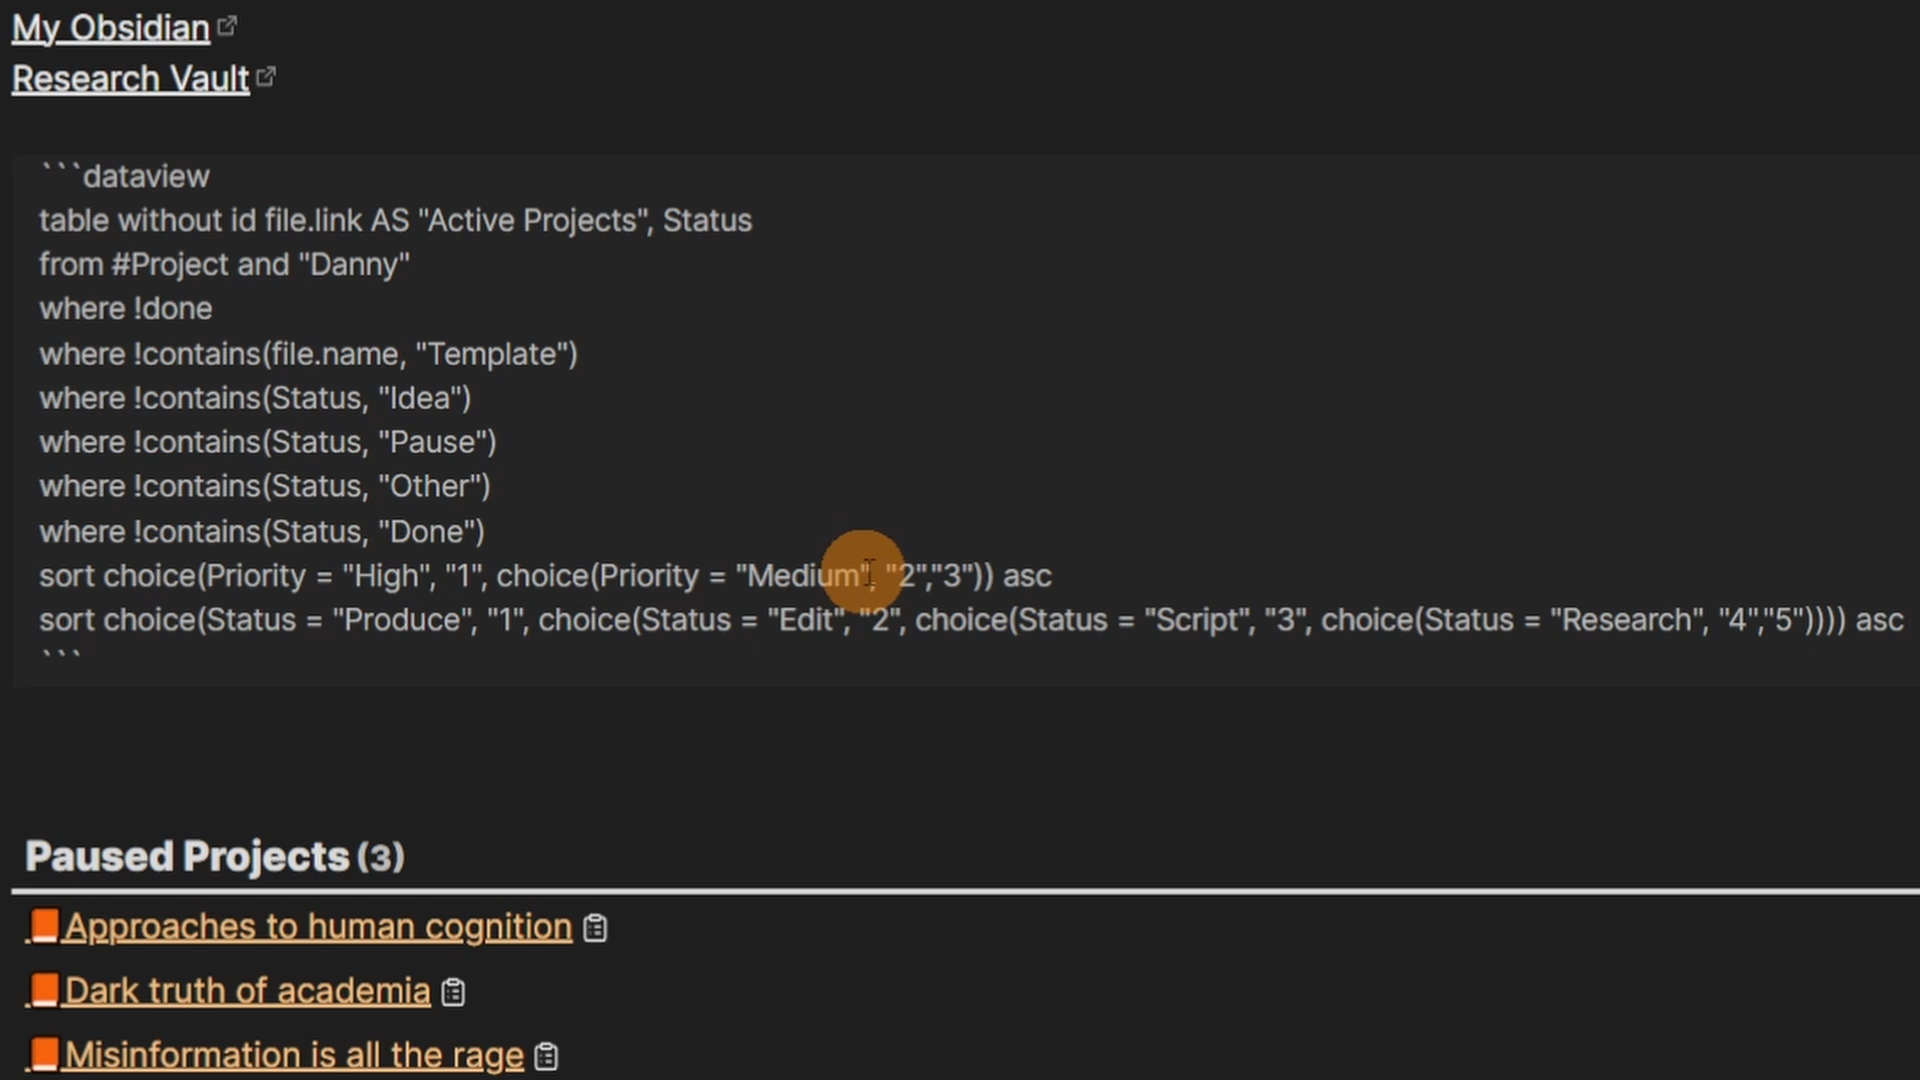 My Obsidian
Research Vault
```dataview
table without id file.link AS "Active Projects", Status
from #Project and "Danny"
where !done
where !contains(file.name, "Template")
where !contains(Status, "Idea")
where !contains(Status, "Pause")
where !contains(Status, "Other")
where !contains(Status, "Done")
sort choice(Priority = "High", "1", choice(Priority = "Medium", "2","3")) asc
sort choice(Status = "Produce", "1", choice(Status = "Edit", "2", choice(Status = "Script", "3", choice(Status = "Research", "4","5")))) asc
```
Paused Projects (3)
Approaches to human cognition
Dark truth of academia
Misinformation is all the rage